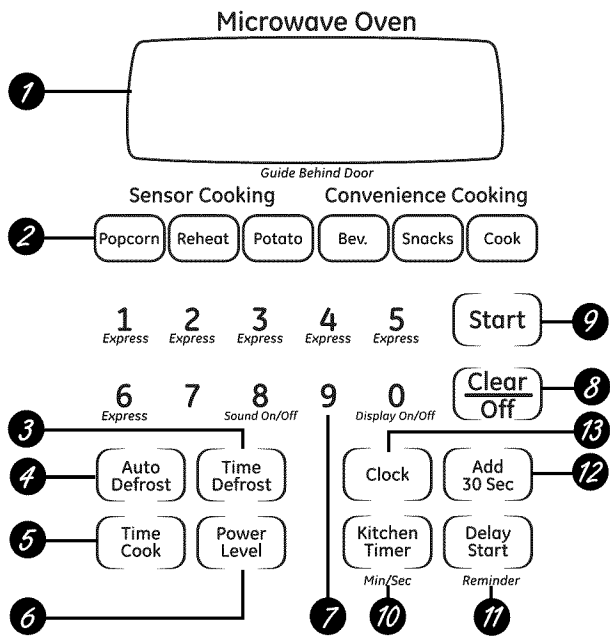 Microwave Oven
1
Guide Behind Door
Sensor Cooking Convenience Cooking
2 Popcorn Reheat Potato Bev. Snacks Cook
1 2 3 4 5 Start 9
Express Express Express Express Express
6 7 8 9 0 Clear Off 8
Express Sound On/Off Display On/Off
3 13
4 Auto Defrost Time Defrost Clock Add 30 Sec 12
5 Time Cook Power Level Kitchen Timer Delay Start
Min/Sec Reminder
6 7 10 11